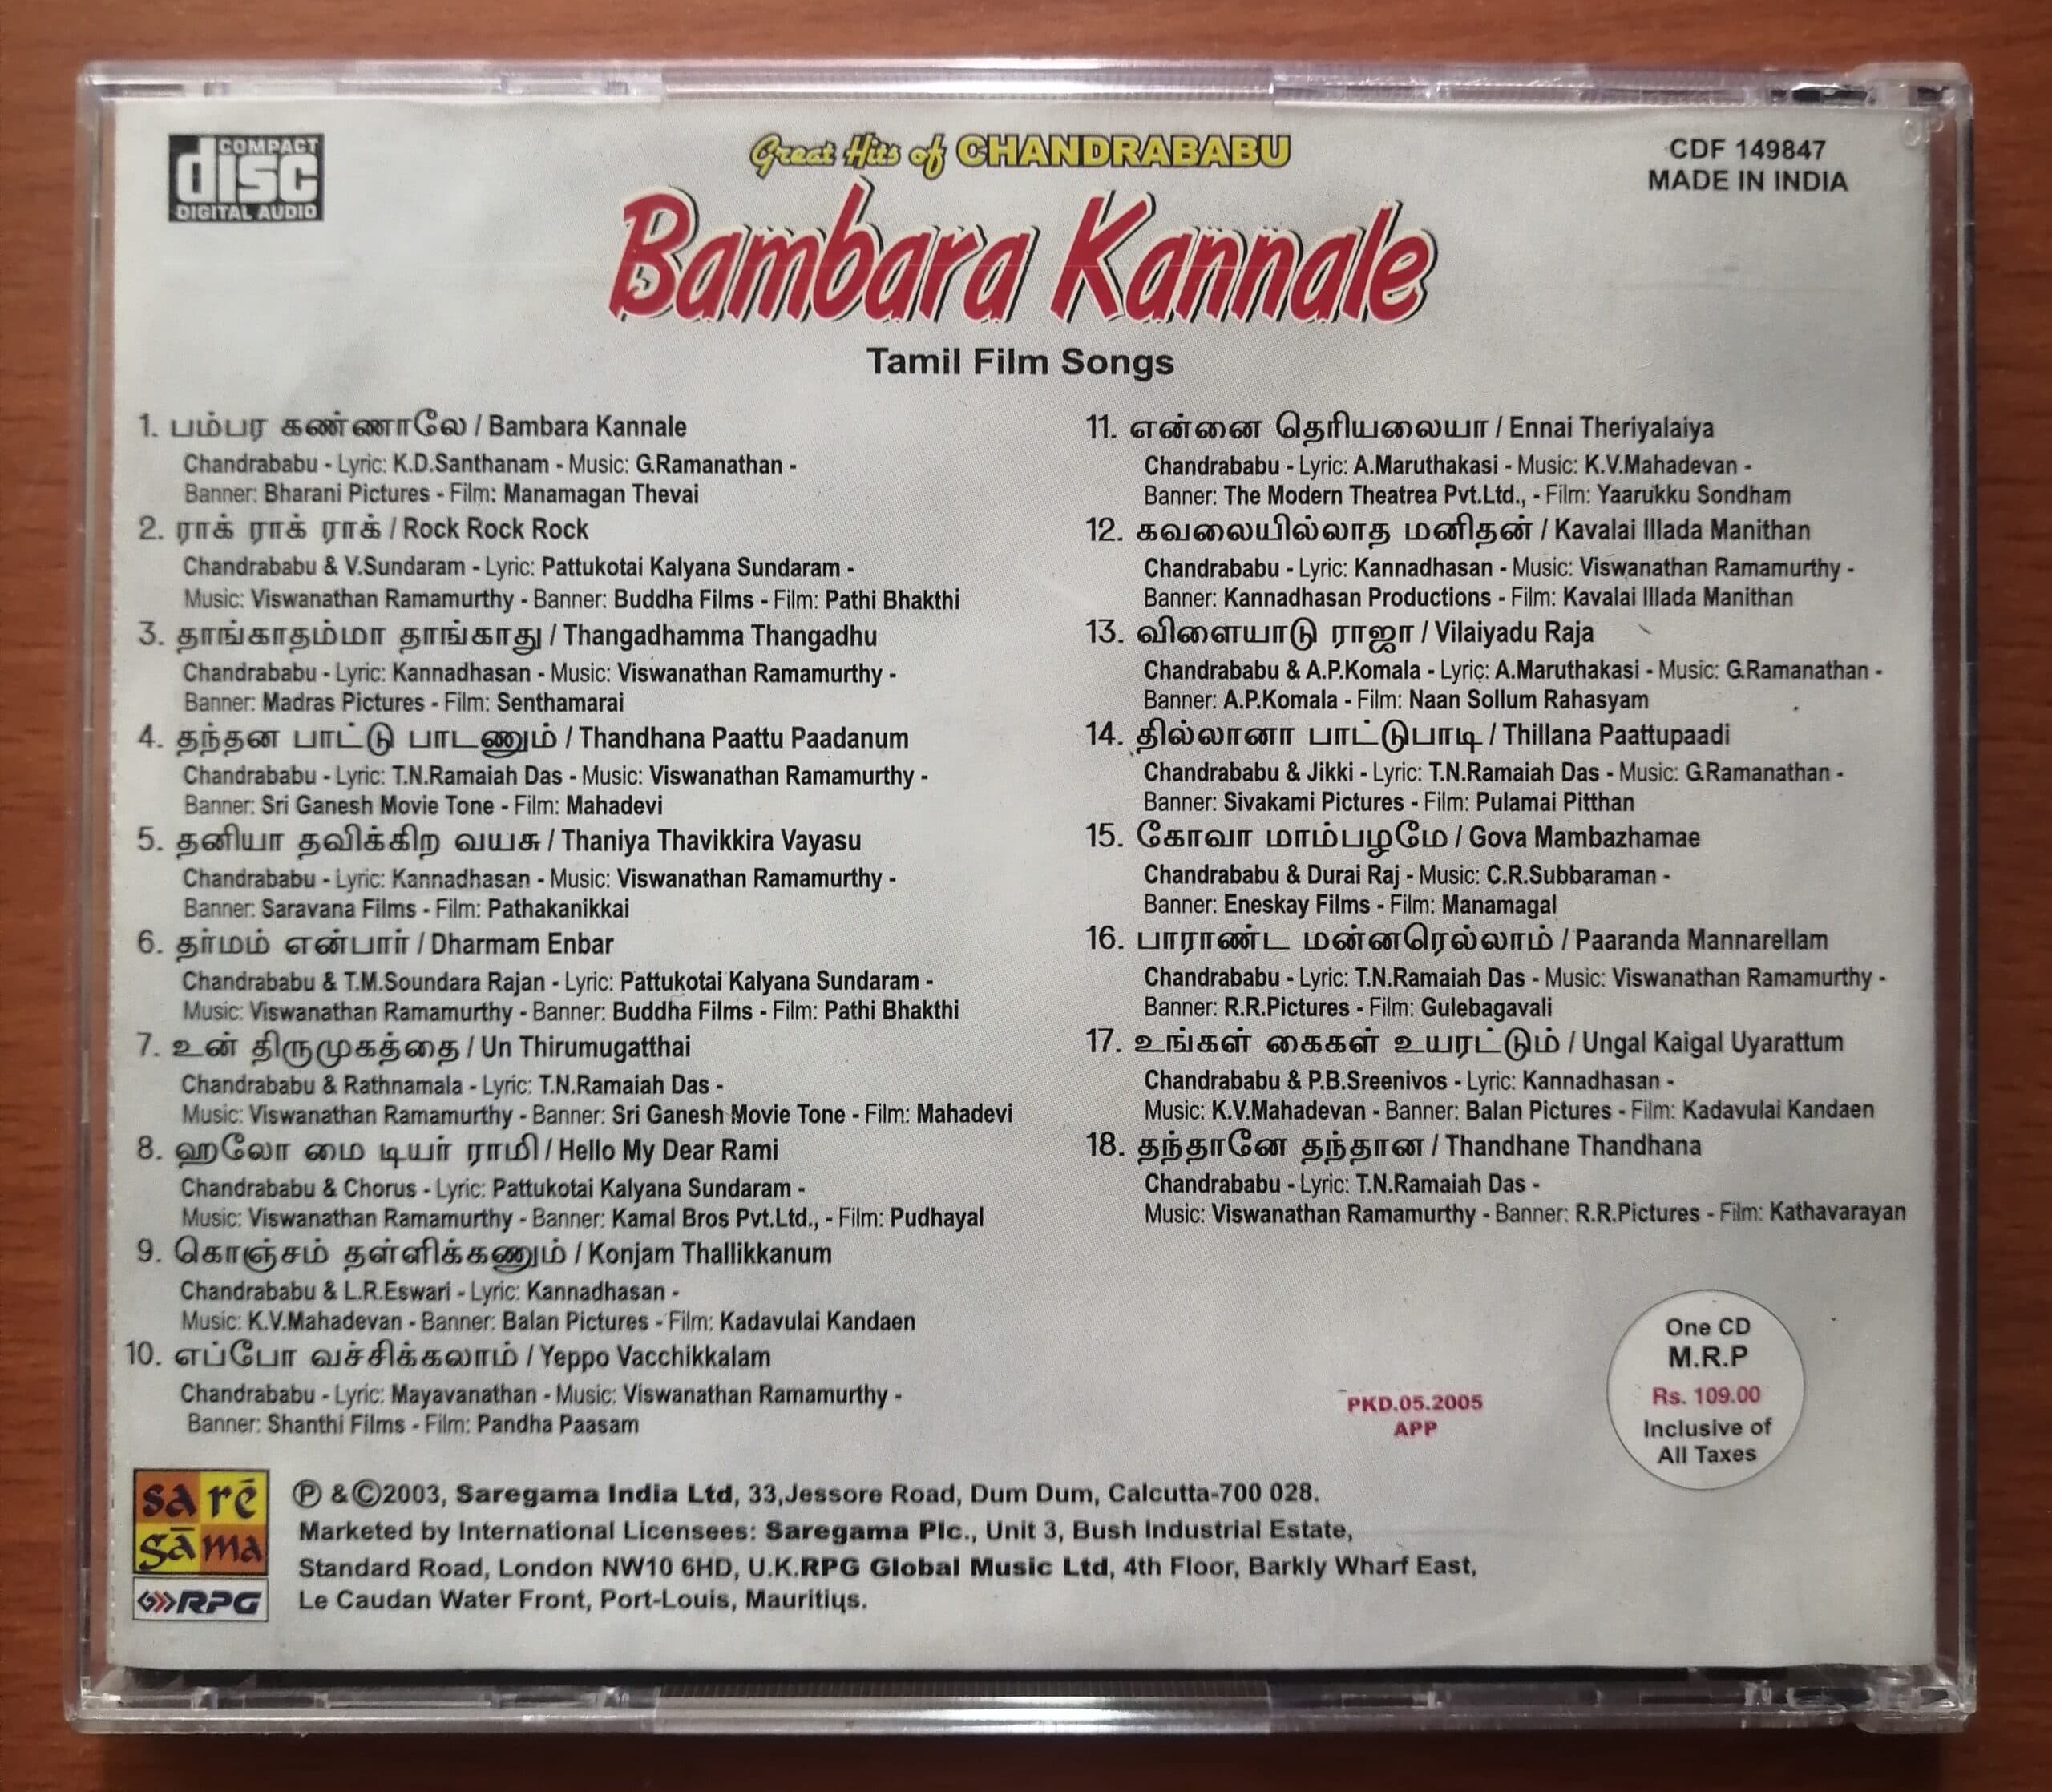 COMPACT
disc
DIGITAL AUDIO
Great Hits of CHANDRABABU
Bambara Kannale
Tamil Film Songs
CDF 149847
MADE IN INDIA
1. பம்பர கண்ணாலே / Bambara Kannale
Chandrababu - Lyric: K.D.Santhanam - Music: G.Ramanathan -
Banner: Bharani Pictures - Film: Manamagan Thevai
2. ராக் ராக் ராக் / Rock Rock Rock
Chandrababu & V.Sundaram - Lyric: Pattukotai Kalyana Sundaram -
Music: Viswanathan Ramamurthy - Banner: Buddha Films - Film: Pathi Bhakthi
3. தாங்காதம்மா தாங்காது / Thangadhamma Thangadhu
Chandrababu - Lyric: Kannadhasan - Music: Viswanathan Ramamurthy -
Banner: Madras Pictures - Film: Senthamarai
4. தந்தன பாட்டு பாடணும் / Thandhana Paattu Paadanum
Chandrababu - Lyric: T.N.Ramaiah Das - Music: Viswanathan Ramamurthy -
Banner: Sri Ganesh Movie Tone - Film: Mahadevi
5. தனியா தவிக்கிற வயசு / Thaniya Thavikkira Vayasu
Chandrababu - Lyric: Kannadhasan - Music: Viswanathan Ramamurthy -
Banner: Saravana Films - Film: Pathakanikkai
6. தர்மம் என்பார் / Dharmam Enbar
Chandrababu & T.M.Soundara Rajan - Lyric: Pattukotai Kalyana Sundaram -
Music: Viswanathan Ramamurthy - Banner: Buddha Films - Film: Pathi Bhakthi
7. உன் திருமுகத்தை / Un Thirumugatthai
Chandrababu & Rathnamala - Lyric: T.N.Ramaiah Das -
Music: Viswanathan Ramamurthy - Banner: Sri Ganesh Movie Tone - Film: Mahadevi
8. ஹலோ மை டியர் ராமி / Hello My Dear Rami
Chandrababu & Chorus - Lyric: Pattukotai Kalyana Sundaram -
Music: Viswanathan Ramamurthy - Banner: Kamal Bros Pvt.Ltd., - Film: Pudhayal
9. கொஞ்சம் தள்ளிக்கணும் / Konjam Thallikkanum
Chandrababu & L.R.Eswari - Lyric: Kannadhasan -
Music: K.V.Mahadevan - Banner: Balan Pictures - Film: Kadavulai Kandaen
10. எப்போ வச்சிக்கலாம் / Yeppo Vacchikkalam
Chandrababu - Lyric: Mayavanathan - Music: Viswanathan Ramamurthy -
Banner: Shanthi Films - Film: Pandha Paasam
11. என்னை தெரியலையா / Ennai Theriyalaiya
Chandrababu - Lyric: A.Maruthakasi - Music: K.V.Mahadevan -
Banner: The Modern Theatrea Pvt.Ltd., - Film: Yaarukku Sondham
12. கவலையில்லாத மனிதன் / Kavalai Illada Manithan
Chandrababu - Lyric: Kannadhasan - Music: Viswanathan Ramamurthy -
Banner: Kannadhasan Productions - Film: Kavalai Illada Manithan
13. விளையாடு ராஜா / Vilaiyadu Raja
Chandrababu & A.P.Komala - Lyric: A.Maruthakasi - Music: G.Ramanathan -
Banner: A.P.Komala - Film: Naan Sollum Rahasyam
14. தில்லானா பாட்டுபாடி / Thillana Paattupaadi
Chandrababu & Jikki - Lyric: T.N.Ramaiah Das - Music: G.Ramanathan -
Banner: Sivakami Pictures - Film: Pulamai Pitthan
15. கோவா மாம்பழமே / Gova Mambazhamae
Chandrababu & Durai Raj - Music: C.R.Subbaraman -
Banner: Eneskay Films - Film: Manamagal
16. பாராண்ட மன்னரெல்லாம் / Paaranda Mannarellam
Chandrababu - Lyric: T.N.Ramaiah Das - Music: Viswanathan Ramamurthy -
Banner: R.R.Pictures - Film: Gulebagavali
17. உங்கள் கைகள் உயரட்டும் / Ungal Kaigal Uyarattum
Chandrababu & P.B.Sreenivos - Lyric: Kannadhasan -
Music: K.V.Mahadevan - Banner: Balan Pictures - Film: Kadavulai Kandaen
18. தந்தானே தந்தான / Thandhane Thandhana
Chandrababu - Lyric: T.N.Ramaiah Das -
Music: Viswanathan Ramamurthy - Banner: R.R.Pictures - Film: Kathavarayan
PKD.05.2005
APP
One CD
M.R.P
Rs. 109.00
Inclusive of
All Taxes
sa ré
gā ma
RPG
Ⓟ &©2003, Saregama India Ltd, 33,Jessore Road, Dum Dum, Calcutta-700 028.
Marketed by International Licensees: Saregama Plc., Unit 3, Bush Industrial Estate,
Standard Road, London NW10 6HD, U.K.RPG Global Music Ltd, 4th Floor, Barkly Wharf East,
Le Caudan Water Front, Port-Louis, Mauritius.